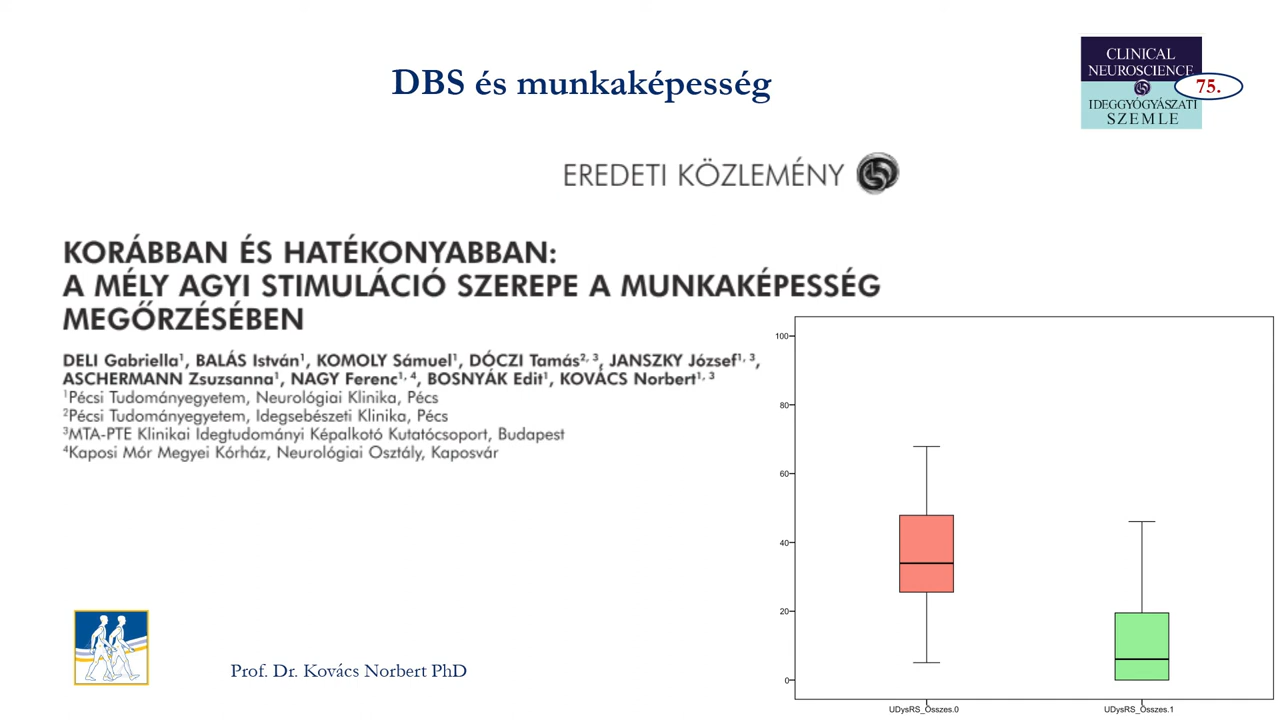 DBS és munkaképesség
CLINICAL
NEUROSCIENCE
75.
IDEGGYÓGYÁSZATI
SZEMLE
EREDETI KÖZLEMÉNY
KORÁBBAN ÉS HATÉKONYABBAN:
A MÉLY AGYI STIMULÁCIÓ SZEREPE A MUNKAKÉPESSÉG
MEGŐRZÉSÉBEN
DELI Gabriella¹, BALÁS István¹, KOMOLY Sámuel¹, DÓCZI Tamás²,³, JANSZKY József¹,³,
ASCHERMANN Zsuzsanna¹, NAGY Ferenc¹,⁴, BOSNYÁK Edit¹, KOVÁCS Norbert¹,³
¹Pécsi Tudományegyetem, Neurológiai Klinika, Pécs
²Pécsi Tudományegyetem, Idegsebészeti Klinika, Pécs
³MTA-PTE Klinikai Idegtudományi Képalkotó Kutatócsoport, Budapest
⁴Kaposi Mór Megyei Kórház, Neurológiai Osztály, Kaposvár
100
80
60
40
20
0
UDysRS_Összes.0 UDysRS_Összes.1
Prof. Dr. Kovács Norbert PhD